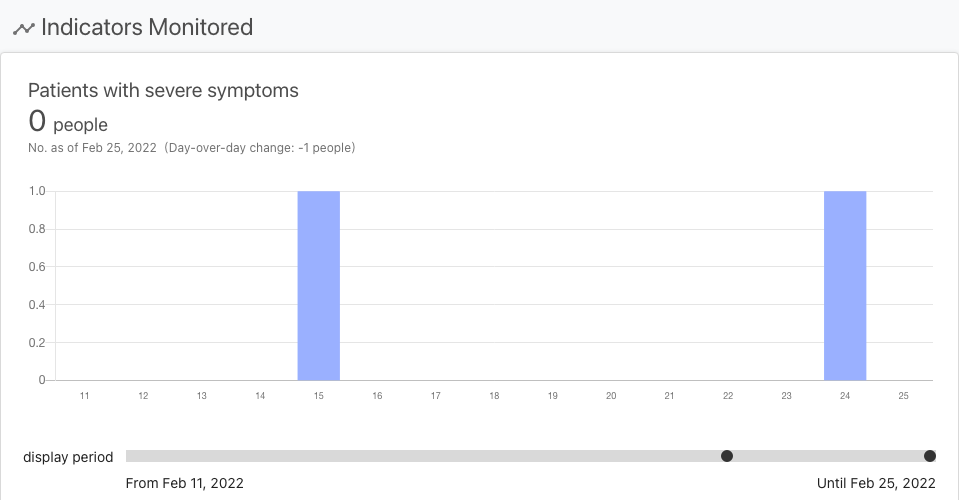 Indicators Monitored
Patients with severe symptoms
0 people
No. as of Feb 25, 2022 (Day-over-day change: -1 people)
1.0
0.8
0.6
0.4
0.2
0
11 12 13 14 15 16 17 18 19 20 21 22 23 24 25
display period
From Feb 11, 2022 Until Feb 25, 2022